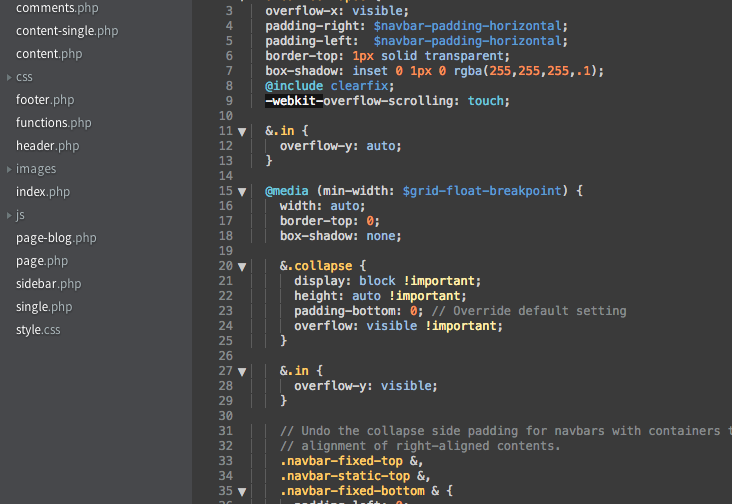 comments.php
content-single.php
content.php
css
footer.php
functions.php
header.php
images
index.php
js
page-blog.php
page.php
sidebar.php
single.php
style.css
3 overflow-x: visible;
4 padding-right: $navbar-padding-horizontal;
5 padding-left:  $navbar-padding-horizontal;
6 border-top: 1px solid transparent;
7 box-shadow: inset 0 1px 0 rgba(255,255,255,.1);
8 @include clearfix;
9 -webkit-overflow-scrolling: touch;
10
11 &.in {
12 overflow-y: auto;
13 }
14
15 @media (min-width: $grid-float-breakpoint) {
16 width: auto;
17 border-top: 0;
18 box-shadow: none;
19
20 &.collapse {
21 display: block !important;
22 height: auto !important;
23 padding-bottom: 0; // Override default setting
24 overflow: visible !important;
25 }
26
27 &.in {
28 overflow-y: visible;
29 }
30
31 // Undo the collapse side padding for navbars with containers
32 // alignment of right-aligned contents.
33 .navbar-fixed-top &,
34 .navbar-static-top &,
35 .navbar-fixed-bottom & {